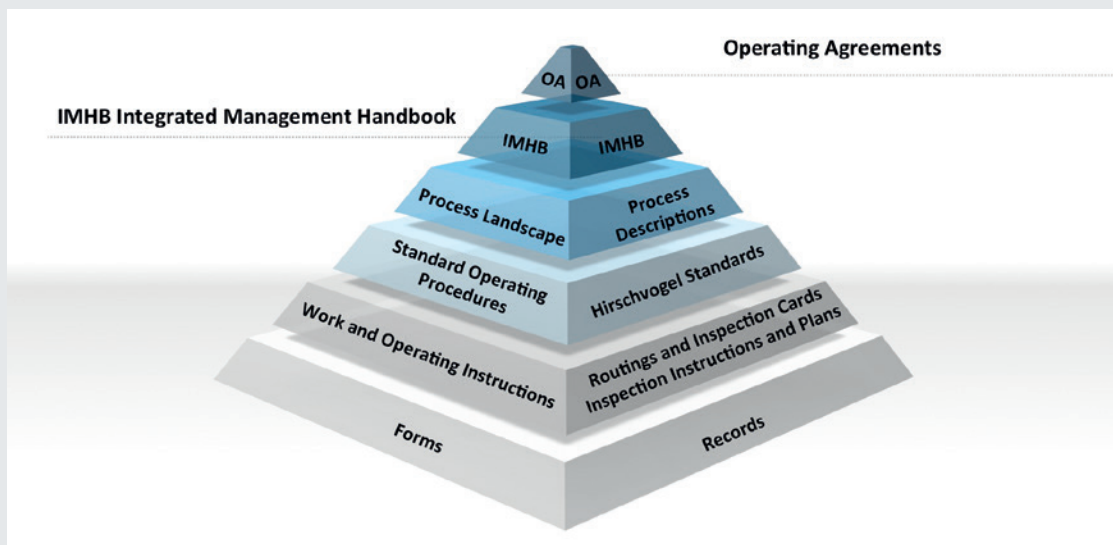 Operating Agreements
OA OA
IMHB Integrated Management Handbook
IMHB IMHB
Process Landscape
Process
Descriptions
Standard Operating
Procedures
Hirschvogel Standards
Work and Operating Instructions
Routings and Inspection Cards
Inspection Instructions and Plans
Forms
Records